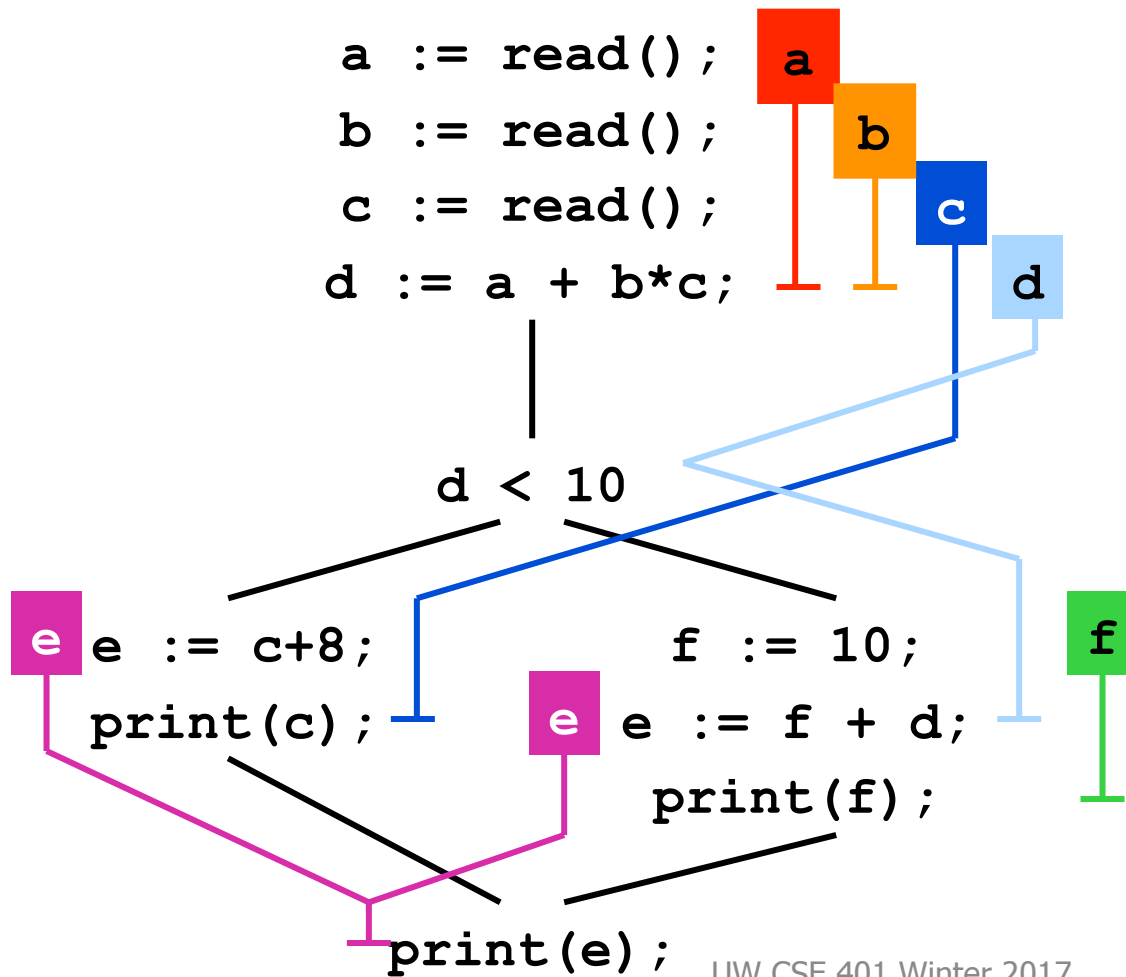 a := read(); a
b := read(); b
c := read(); c
d := a + b*c; d
d < 10
e e := c+8; f := 10; f
print(c); e e := f + d;
print(f);
print(e);
UW CSE 401 Winter 2017